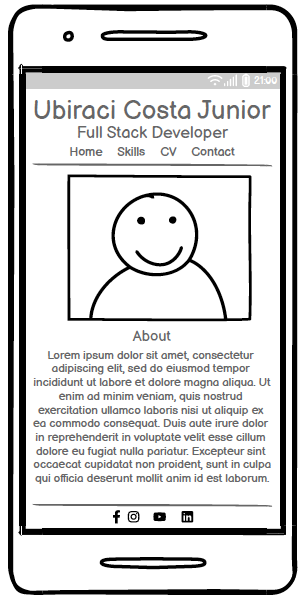 21:00
Ubiraci Costa Junior
Full Stack Developer
Home Skills CV Contact
About
Lorem ipsum dolor sit amet, consectetur
adipiscing elit, sed do eiusmod tempor
incididunt ut labore et dolore magna aliqua. Ut
enim ad minim veniam, quis nostrud
exercitation ullamco laboris nisi ut aliquip ex
ea commodo consequat. Duis aute irure dolor
in reprehenderit in voluptate velit esse cillum
dolore eu fugiat nulla pariatur. Excepteur sint
occaecat cupidatat non proident, sunt in culpa
qui officia deserunt mollit anim id est laborum.